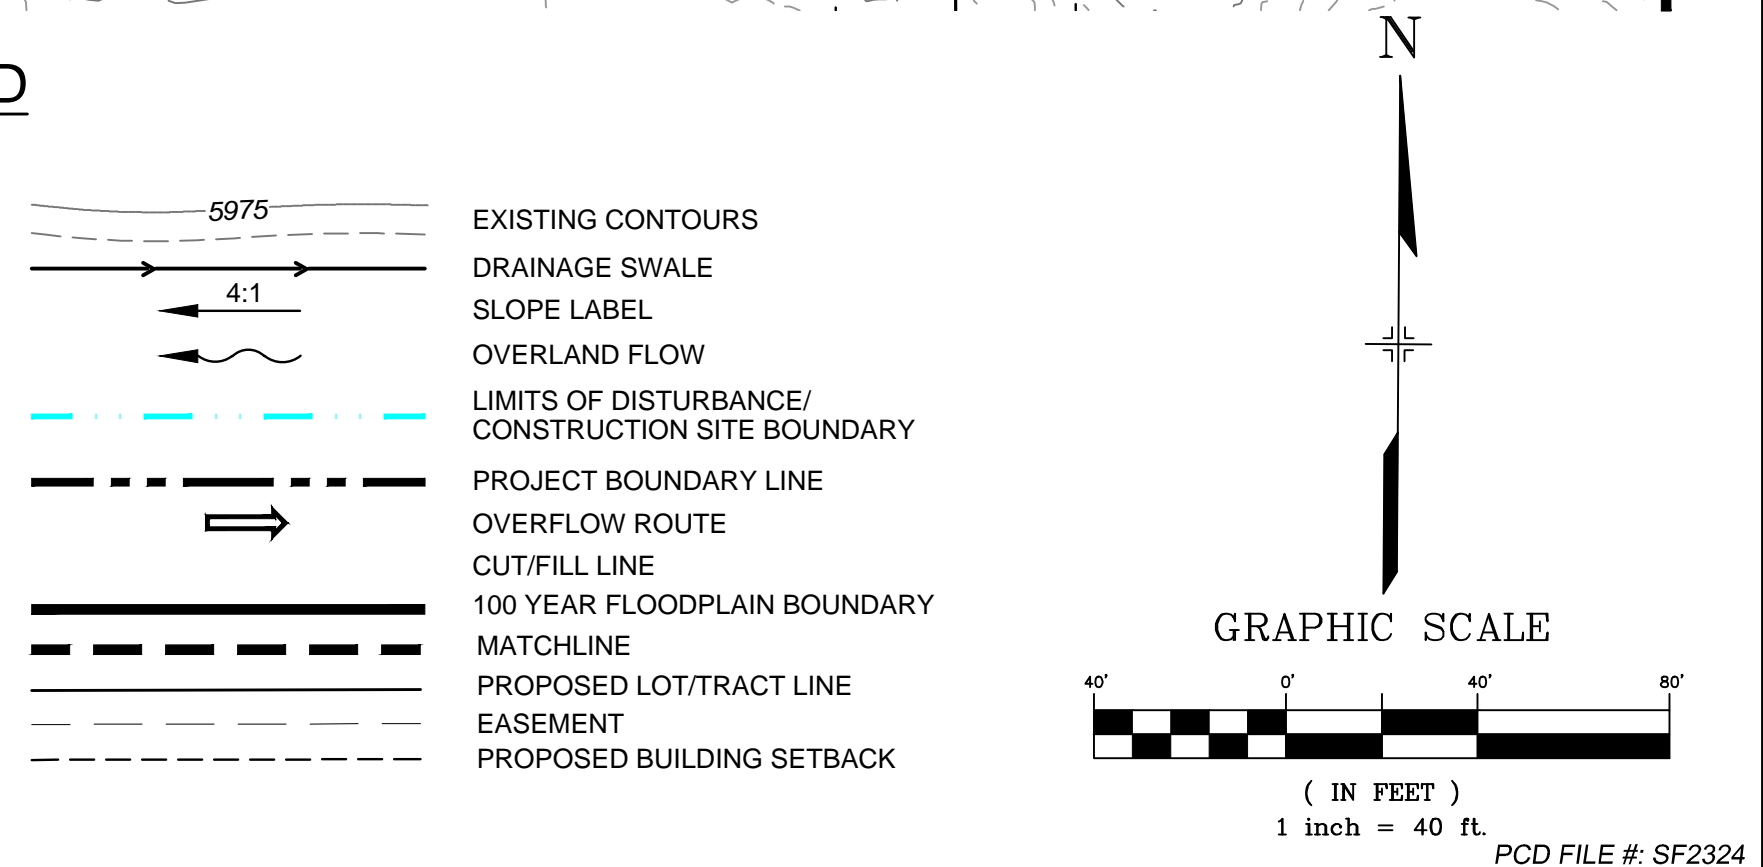 D
5975
EXISTING CONTOURS
DRAINAGE SWALE
4:1
SLOPE LABEL
OVERLAND FLOW
LIMITS OF DISTURBANCE/
CONSTRUCTION SITE BOUNDARY
PROJECT BOUNDARY LINE
OVERFLOW ROUTE
CUT/FILL LINE
100 YEAR FLOODPLAIN BOUNDARY
MATCHLINE
PROPOSED LOT/TRACT LINE
EASEMENT
PROPOSED BUILDING SETBACK
N
GRAPHIC SCALE
40' 0' 40' 80'
( IN FEET )
1 inch = 40 ft.
PCD FILE #: SF2324